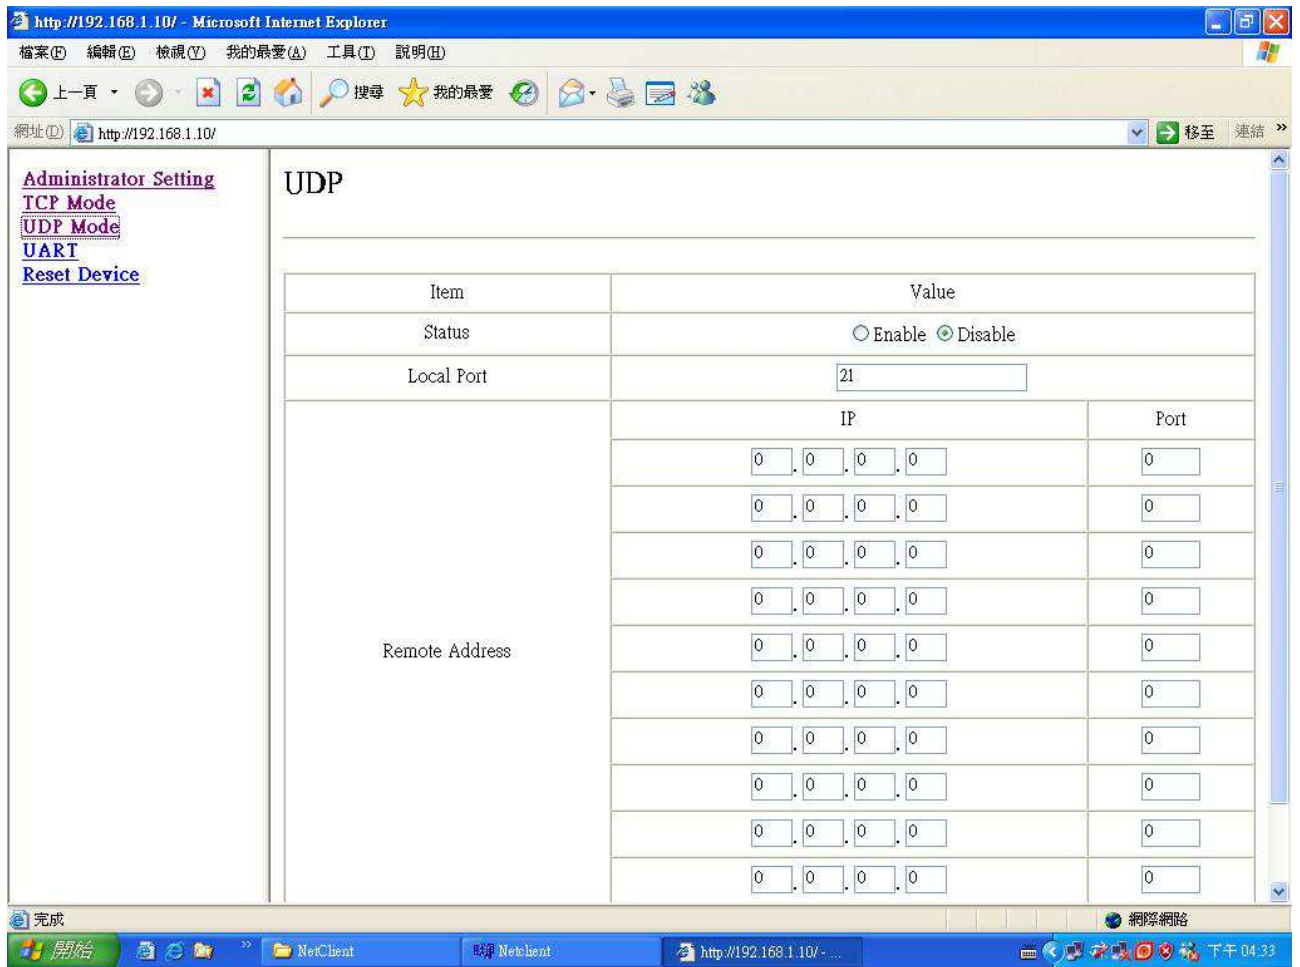 http://192.168.1.10/ - Microsoft Internet Explorer
檔案(F) 編輯(E) 檢視(V) 我的最愛(A) 工具(T) 說明(H)
上一頁 搜尋 我的最愛
網址(D) http://192.168.1.10/ 移至 連結 »
Administrator Setting
TCP Mode
UDP Mode
UART
Reset Device
UDP
Item Value
Status Enable Disable
Local Port 21
IP Port
0 . 0 . 0 . 0 0
0 . 0 . 0 . 0 0
0 . 0 . 0 . 0 0
0 . 0 . 0 . 0 0
Remote Address 0 . 0 . 0 . 0 0
0 . 0 . 0 . 0 0
0 . 0 . 0 . 0 0
0 . 0 . 0 . 0 0
0 . 0 . 0 . 0 0
0 . 0 . 0 . 0 0
完成 網際網路
開始 » NetClient Netclient http://192.168.1.10/ - ... 下午 04:33